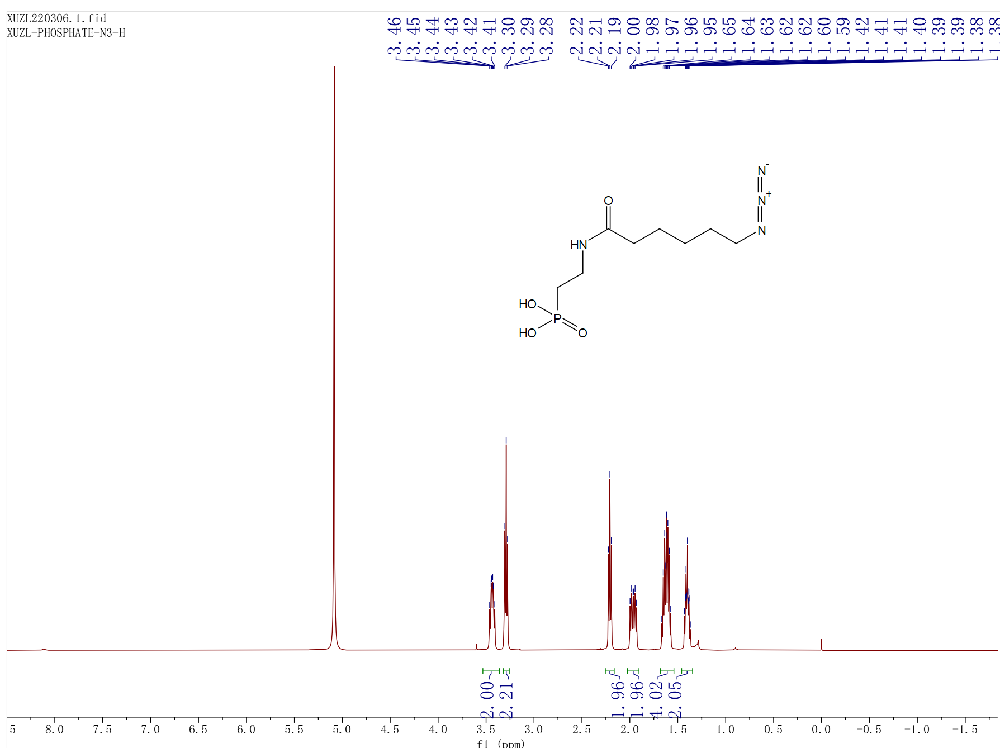 XUZL220306.1.fid
XUZL-PHOSPHATE-N3-H
3.46
3.45
3.44
3.43
3.42
3.41
3.30
3.29
3.28
2.22
2.21
2.19
2.00
1.98
1.97
1.96
1.95
1.65
1.64
1.63
1.62
1.62
1.60
1.59
1.42
1.41
1.41
1.40
1.39
1.39
1.38
1.38
N-
N+
N
O
HN
HO
P
HO
O
2.00
2.21
1.96
1.96
4.02
2.05
5 8.0 7.5 7.0 6.5 6.0 5.5 5.0 4.5 4.0 3.5 3.0 2.5 2.0 1.5 1.0 0.5 0.0 -0.5 -1.0 -1.5
f1 (ppm)